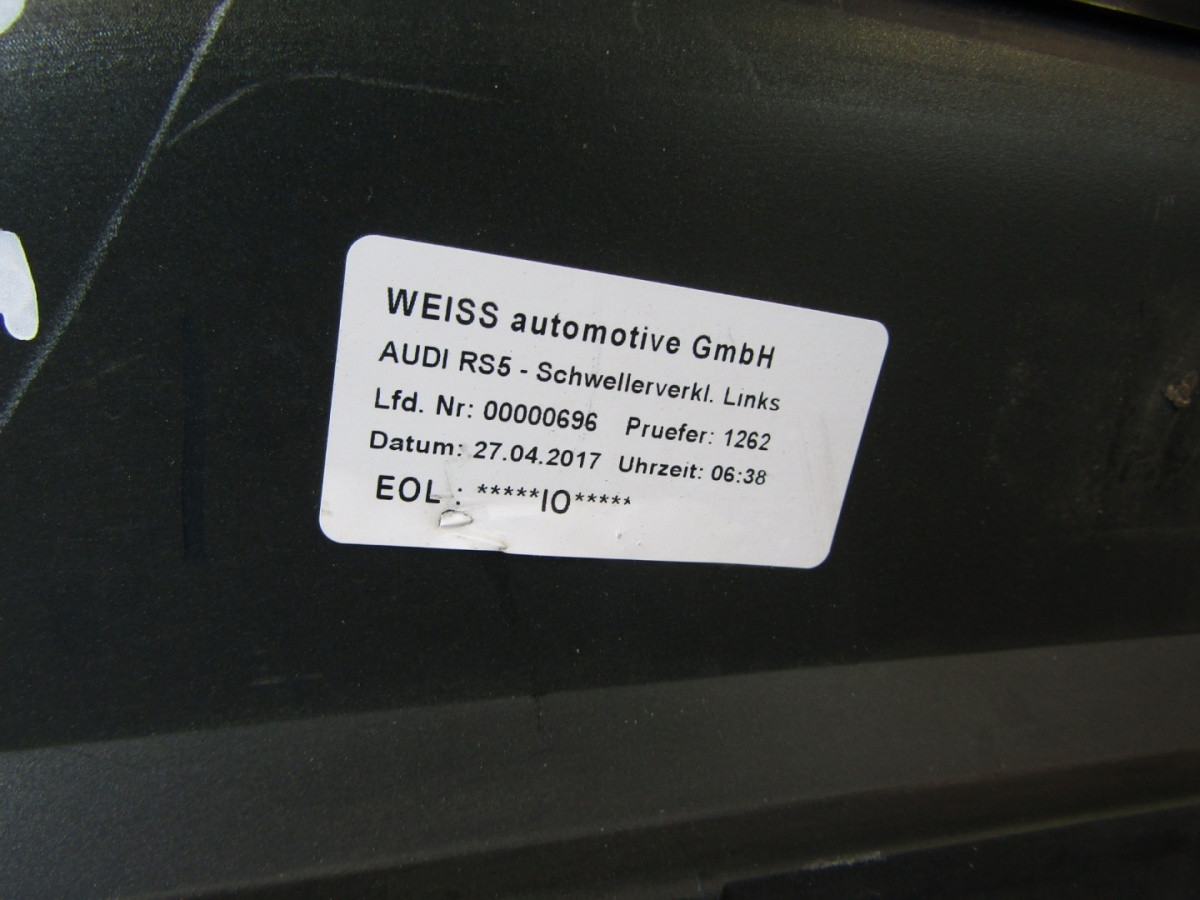 WEISS automotive GmbH
AUDI RS5 - Schwellerverkl. Links
Lfd. Nr: 00000696 Pruefer: 1262
Datum: 27.04.2017 Uhrzeit: 06:38
EOL : *****IO*****